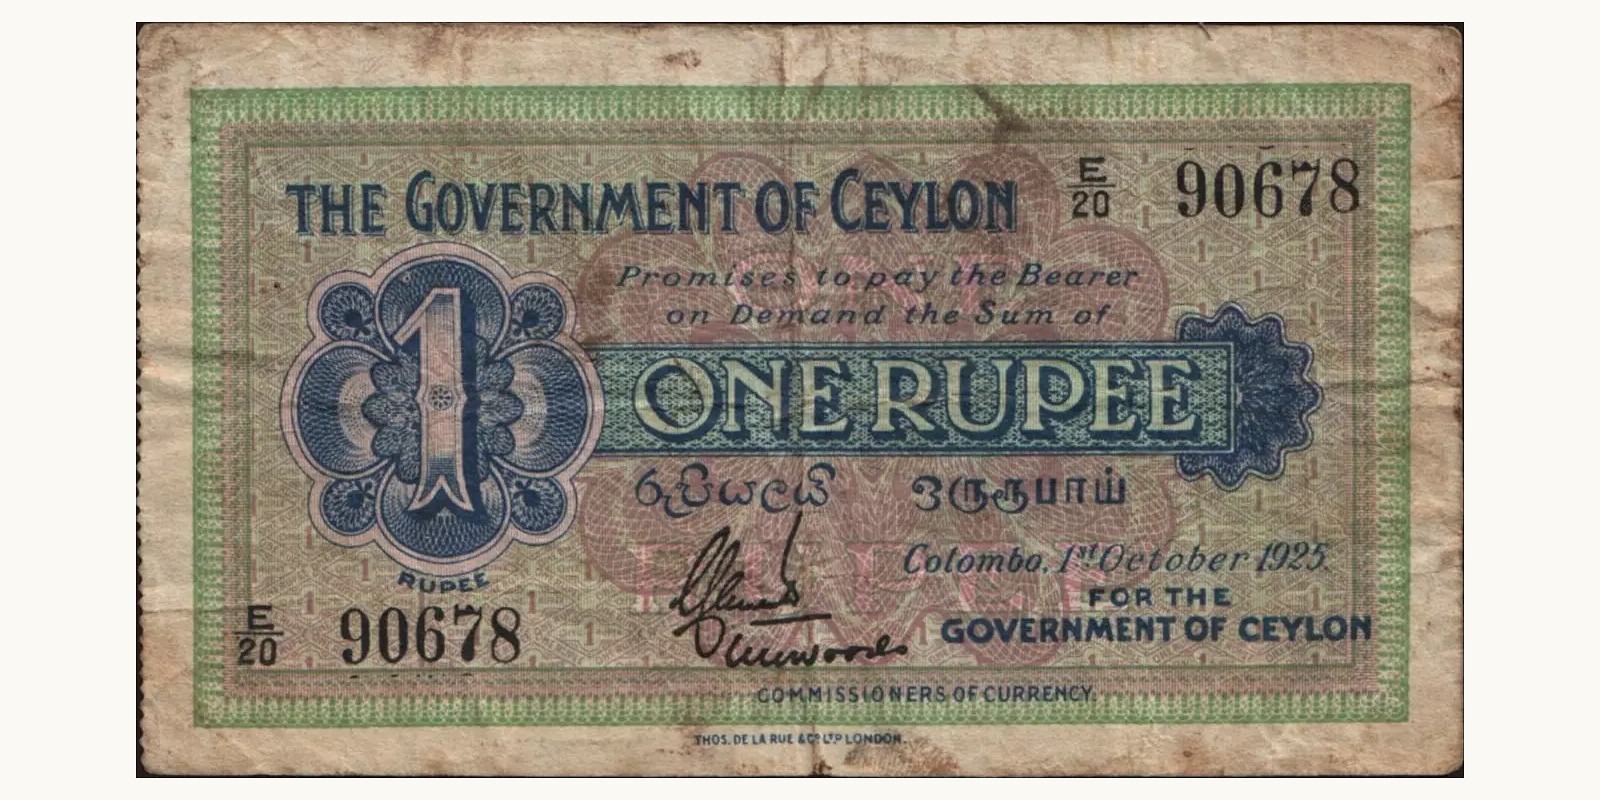 THE GOVERNMENT OF CEYLON
E/20 90678
Promises to pay the Bearer
on Demand the Sum of
1
ONE RUPEE
රුපියලයි ஒருரூபாய்
RUPEE
Colombo, 1st October 1925.
FOR THE
GOVERNMENT OF CEYLON
E/20 90678
COMMISSIONERS OF CURRENCY.
THOS. DE LA RUE & CO. LTD. LONDON.
ONE
RUPEE